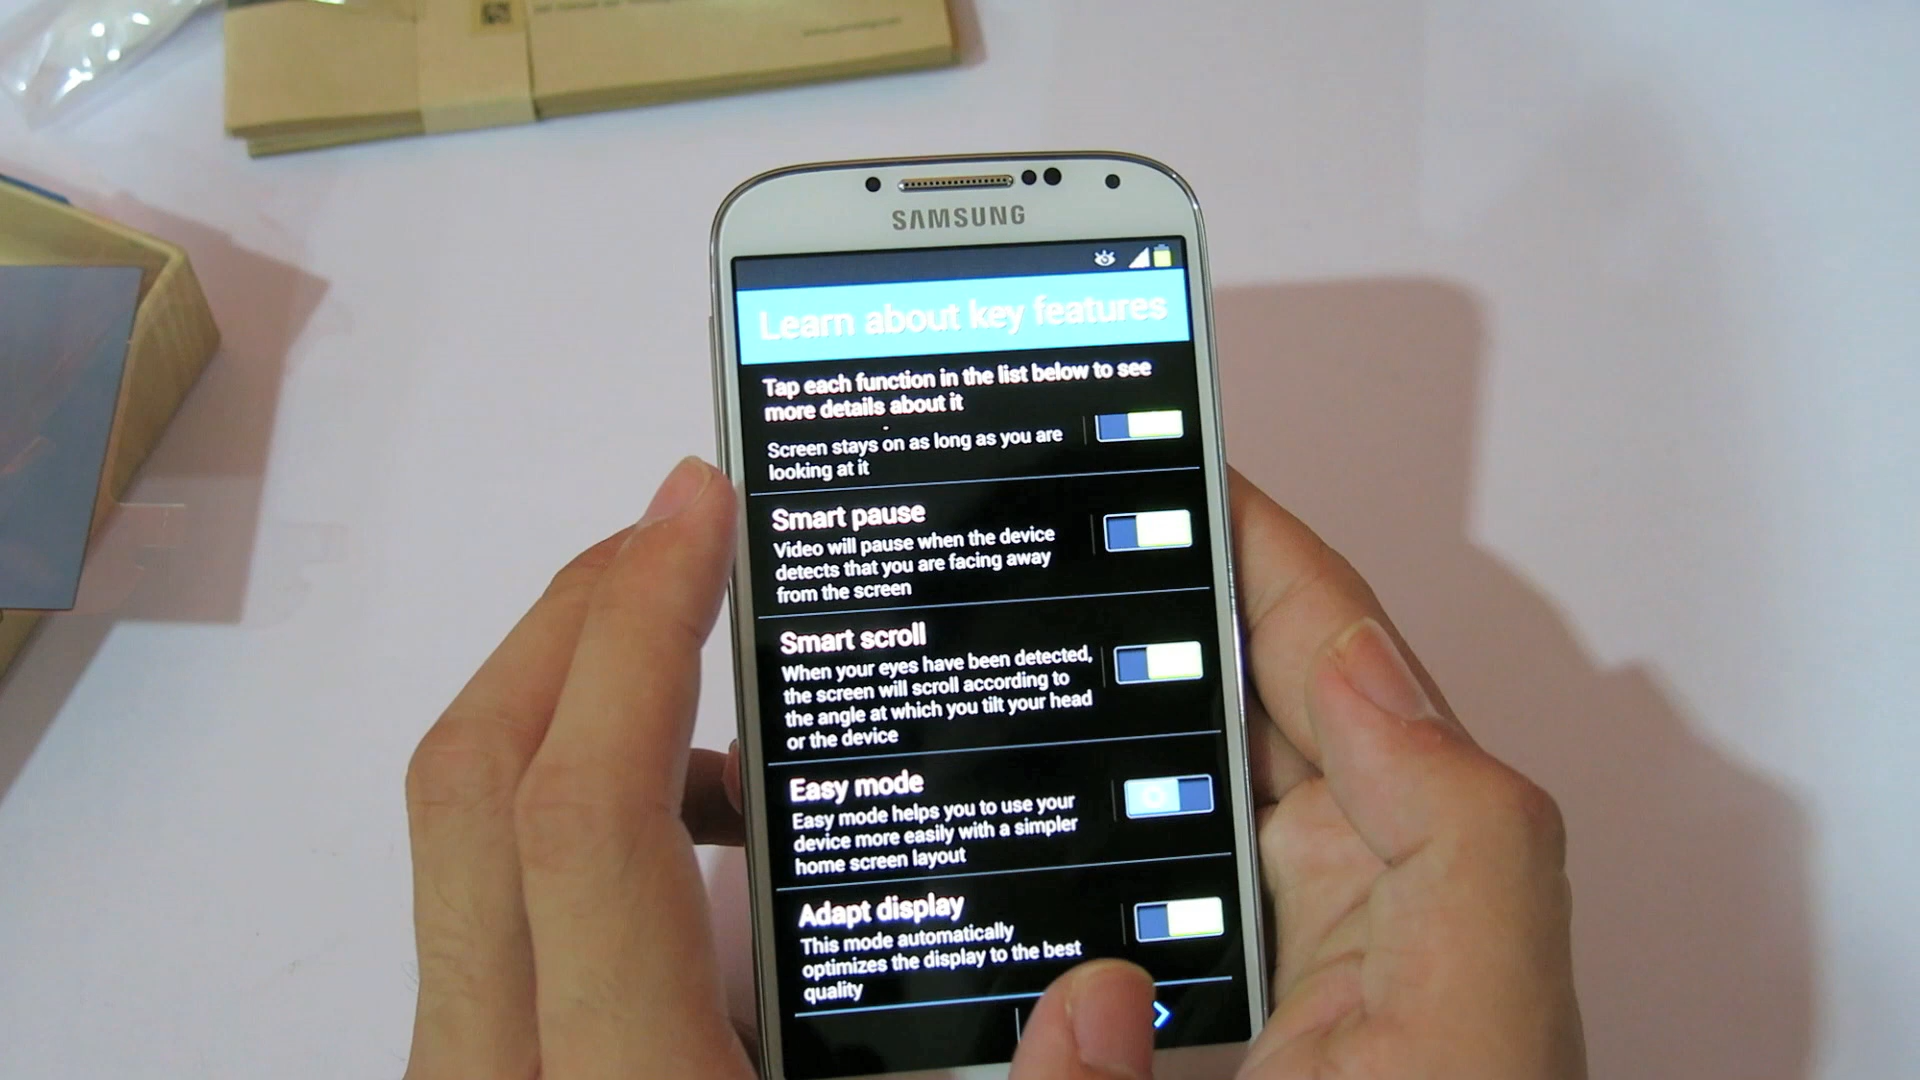 SAMSUNG
Learn about key features
Tap each function in the list below to see
more details about it
Screen stays on as long as you are
looking at it
Smart pause
Video will pause when the device
detects that you are facing away
from the screen
Smart scroll
When your eyes have been detected,
the screen will scroll according to
the angle at which you tilt your head
or the device
Easy mode
Easy mode helps you to use your
device more easily with a simpler
home screen layout
Adapt display
This mode automatically
optimizes the display to the best
quality